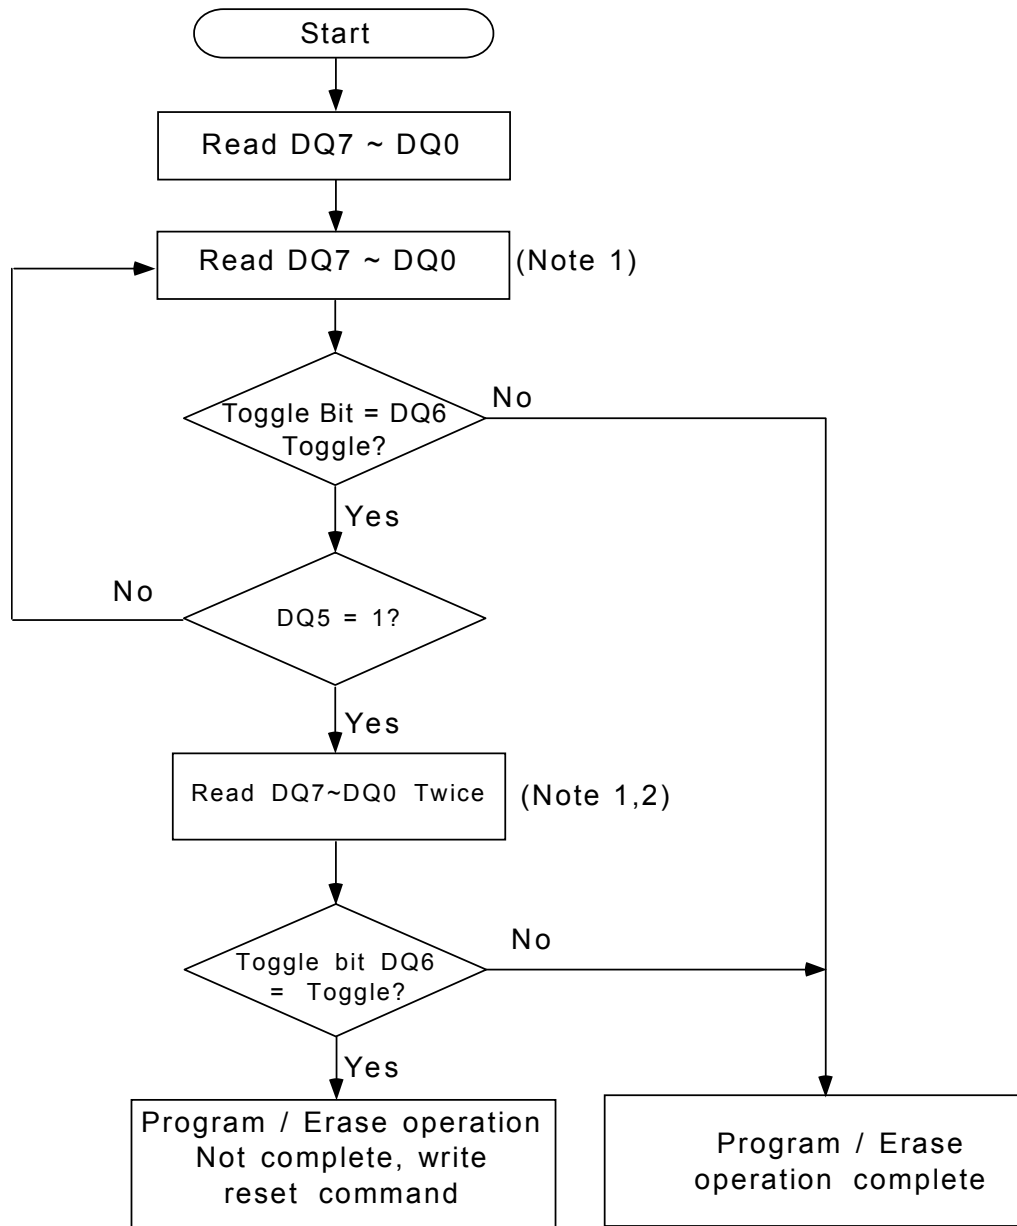 Start
Read DQ7 ~ DQ0
Read DQ7 ~ DQ0
(Note 1)
No
Toggle Bit = DQ6
Toggle?
Yes
No
DQ5 = 1?
Yes
Read DQ7~DQ0 Twice
(Note 1,2)
No
Toggle bit DQ6
= Toggle?
Yes
Program / Erase operation
Not complete, write
reset command
Program / Erase
operation complete